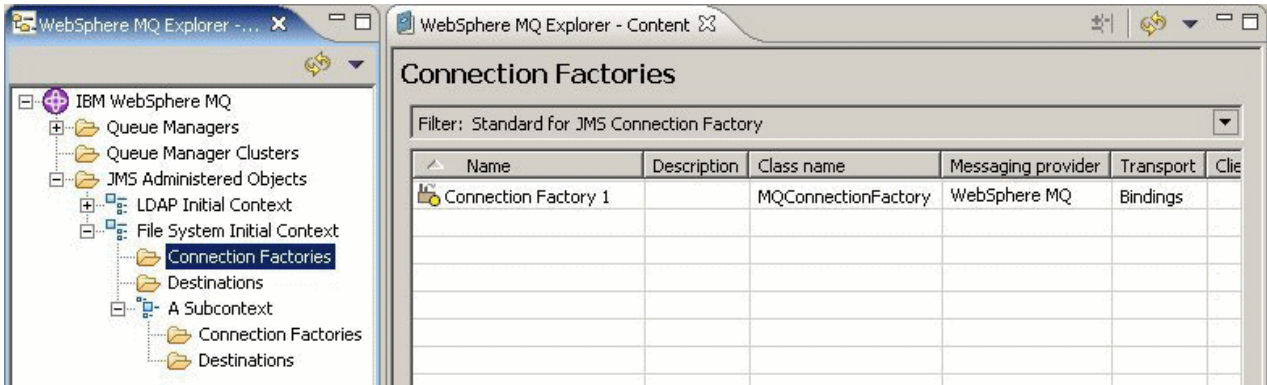 WebSphere MQ Explorer -...
IBM WebSphere MQ
Queue Managers
Queue Manager Clusters
JMS Administered Objects
LDAP Initial Context
File System Initial Context
Connection Factories
Destinations
A Subcontext
Connection Factories
Destinations
WebSphere MQ Explorer - Content
Connection Factories
Filter: Standard for JMS Connection Factory
Name Description Class name Messaging provider Transport Clie
Connection Factory 1 MQConnectionFactory WebSphere MQ Bindings